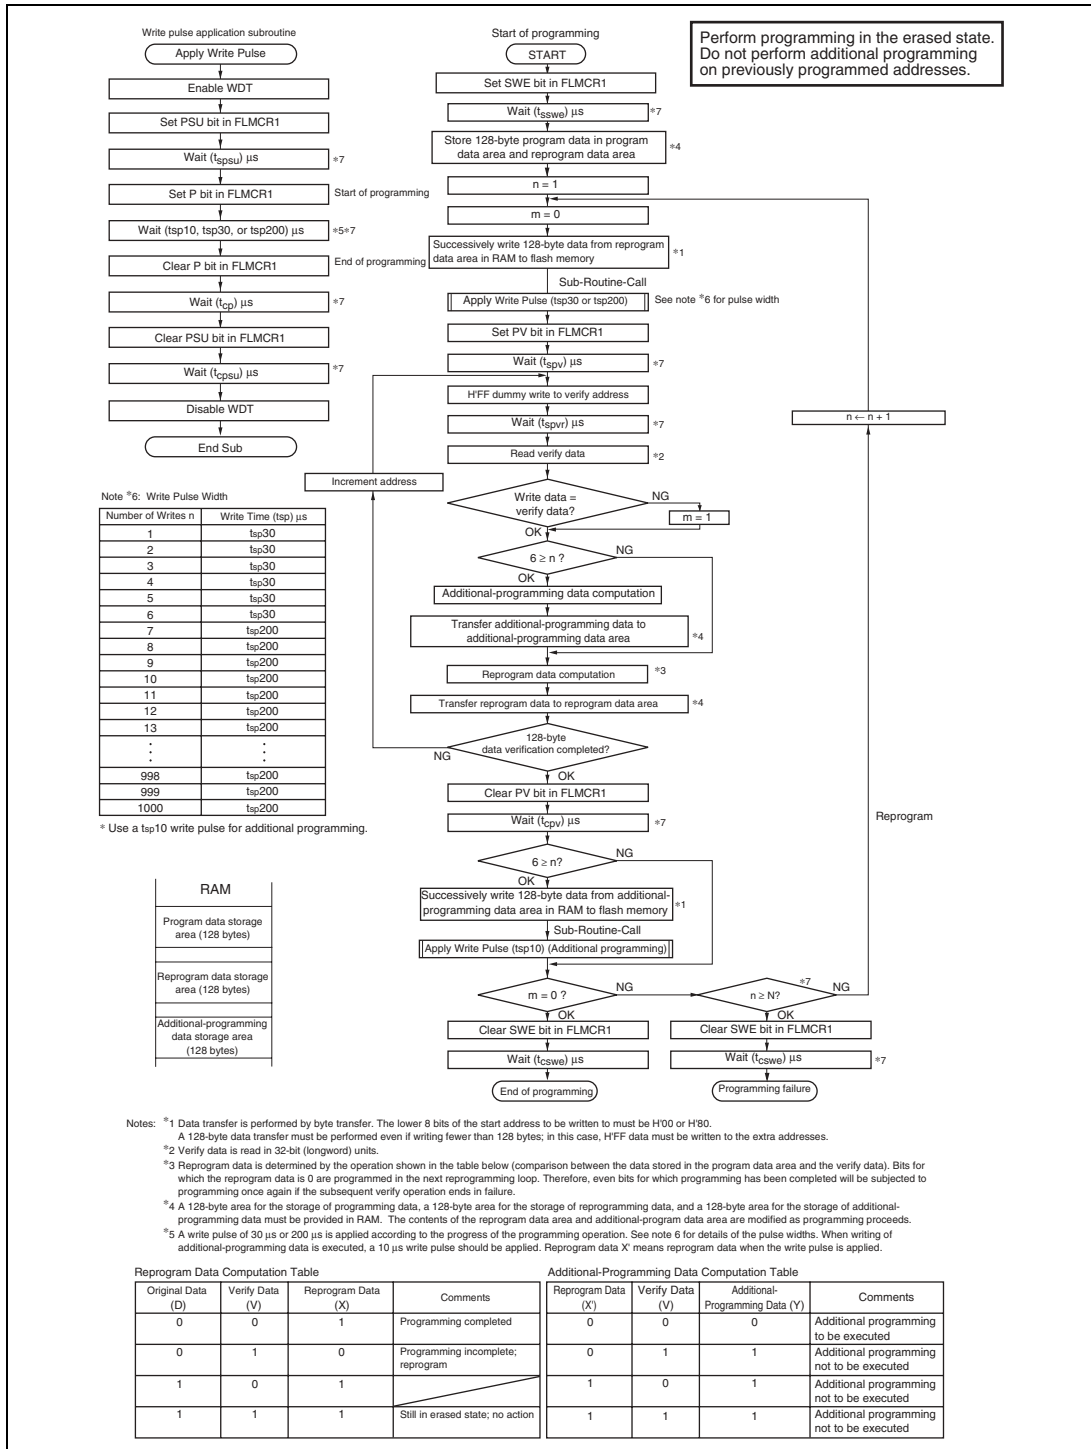 Write pulse application subroutine
Apply Write Pulse
Enable WDT
Set PSU bit in FLMCR1
Wait (tspsu) μs
*7
Set P bit in FLMCR1
Start of programming
Wait (tsp10, tsp30, or tsp200) μs
*5*7
Clear P bit in FLMCR1
End of programming
Wait (tcp) μs
*7
Clear PSU bit in FLMCR1
Wait (tcpsu) μs
*7
Disable WDT
End Sub
Note *6: Write Pulse Width
Number of Writes n Write Time (tsp) μs
1 tsp30
2 tsp30
3 tsp30
4 tsp30
5 tsp30
6 tsp30
7 tsp200
8 tsp200
9 tsp200
10 tsp200
11 tsp200
12 tsp200
13 tsp200
998 tsp200
999 tsp200
1000 tsp200
* Use a tsp10 write pulse for additional programming.
RAM
Program data storage
area (128 bytes)
Reprogram data storage
area (128 bytes)
Additional-programming
data storage area
(128 bytes)
Start of programming
START
Perform programming in the erased state.
Do not perform additional programming
on previously programmed addresses.
Set SWE bit in FLMCR1
Wait (tsswe) μs
*7
Store 128-byte program data in program
data area and reprogram data area
*4
n = 1
m = 0
Successively write 128-byte data from reprogram
data area in RAM to flash memory
*1
Sub-Routine-Call
Apply Write Pulse (tsp30 or tsp200)
See note *6 for pulse width
Set PV bit in FLMCR1
Wait (tspv) μs
*7
H'FF dummy write to verify address
Wait (tspvr) μs
*7
Read verify data
*2
Increment address
Write data =
verify data?
NG
m = 1
OK
6 ≥ n ?
NG
OK
Additional-programming data computation
Transfer additional-programming data to
additional-programming data area
*4
Reprogram data computation
*3
Transfer reprogram data to reprogram data area
*4
128-byte
data verification completed?
NG
OK
Clear PV bit in FLMCR1
Wait (tcpv) μs
*7
6 ≥ n?
NG
OK
Successively write 128-byte data from additional-
programming data area in RAM to flash memory
*1
Sub-Routine-Call
Apply Write Pulse (tsp10) (Additional programming)
m = 0 ?
NG
OK
Clear SWE bit in FLMCR1
Wait (tcswe) μs
End of programming
n ≥ N?
*7
NG
OK
Clear SWE bit in FLMCR1
Wait (tcswe) μs
*7
Programming failure
n ← n + 1
Reprogram
Notes: *1 Data transfer is performed by byte transfer. The lower 8 bits of the start address to be written to must be H'00 or H'80.
A 128-byte data transfer must be performed even if writing fewer than 128 bytes; in this case, H'FF data must be written to the extra addresses.
*2 Verify data is read in 32-bit (longword) units.
*3 Reprogram data is determined by the operation shown in the table below (comparison between the data stored in the program data area and the verify data). Bits for
which the reprogram data is 0 are programmed in the next reprogramming loop. Therefore, even bits for which programming has been completed will be subjected to
programming once again if the subsequent verify operation ends in failure.
*4 A 128-byte area for the storage of programming data, a 128-byte area for the storage of reprogramming data, and a 128-byte area for the storage of additional-
programming data must be provided in RAM. The contents of the reprogram data area and additional-program data area are modified as programming proceeds.
*5 A write pulse of 30 μs or 200 μs is applied according to the progress of the programming operation. See note 6 for details of the pulse widths. When writing of
additional-programming data is executed, a 10 μs write pulse should be applied. Reprogram data X' means reprogram data when the write pulse is applied.
Reprogram Data Computation Table
Original Data Verify Data Reprogram Data Comments
(D) (V) (X)
0 0 1 Programming completed
0 1 0 Programming incomplete;
reprogram
1 0 1
1 1 1 Still in erased state; no action
Additional-Programming Data Computation Table
Reprogram Data Verify Data Additional- Comments
(X') (V) Programming Data (Y)
0 0 0 Additional programming
to be executed
0 1 1 Additional programming
not to be executed
1 0 1 Additional programming
not to be executed
1 1 1 Additional programming
not to be executed